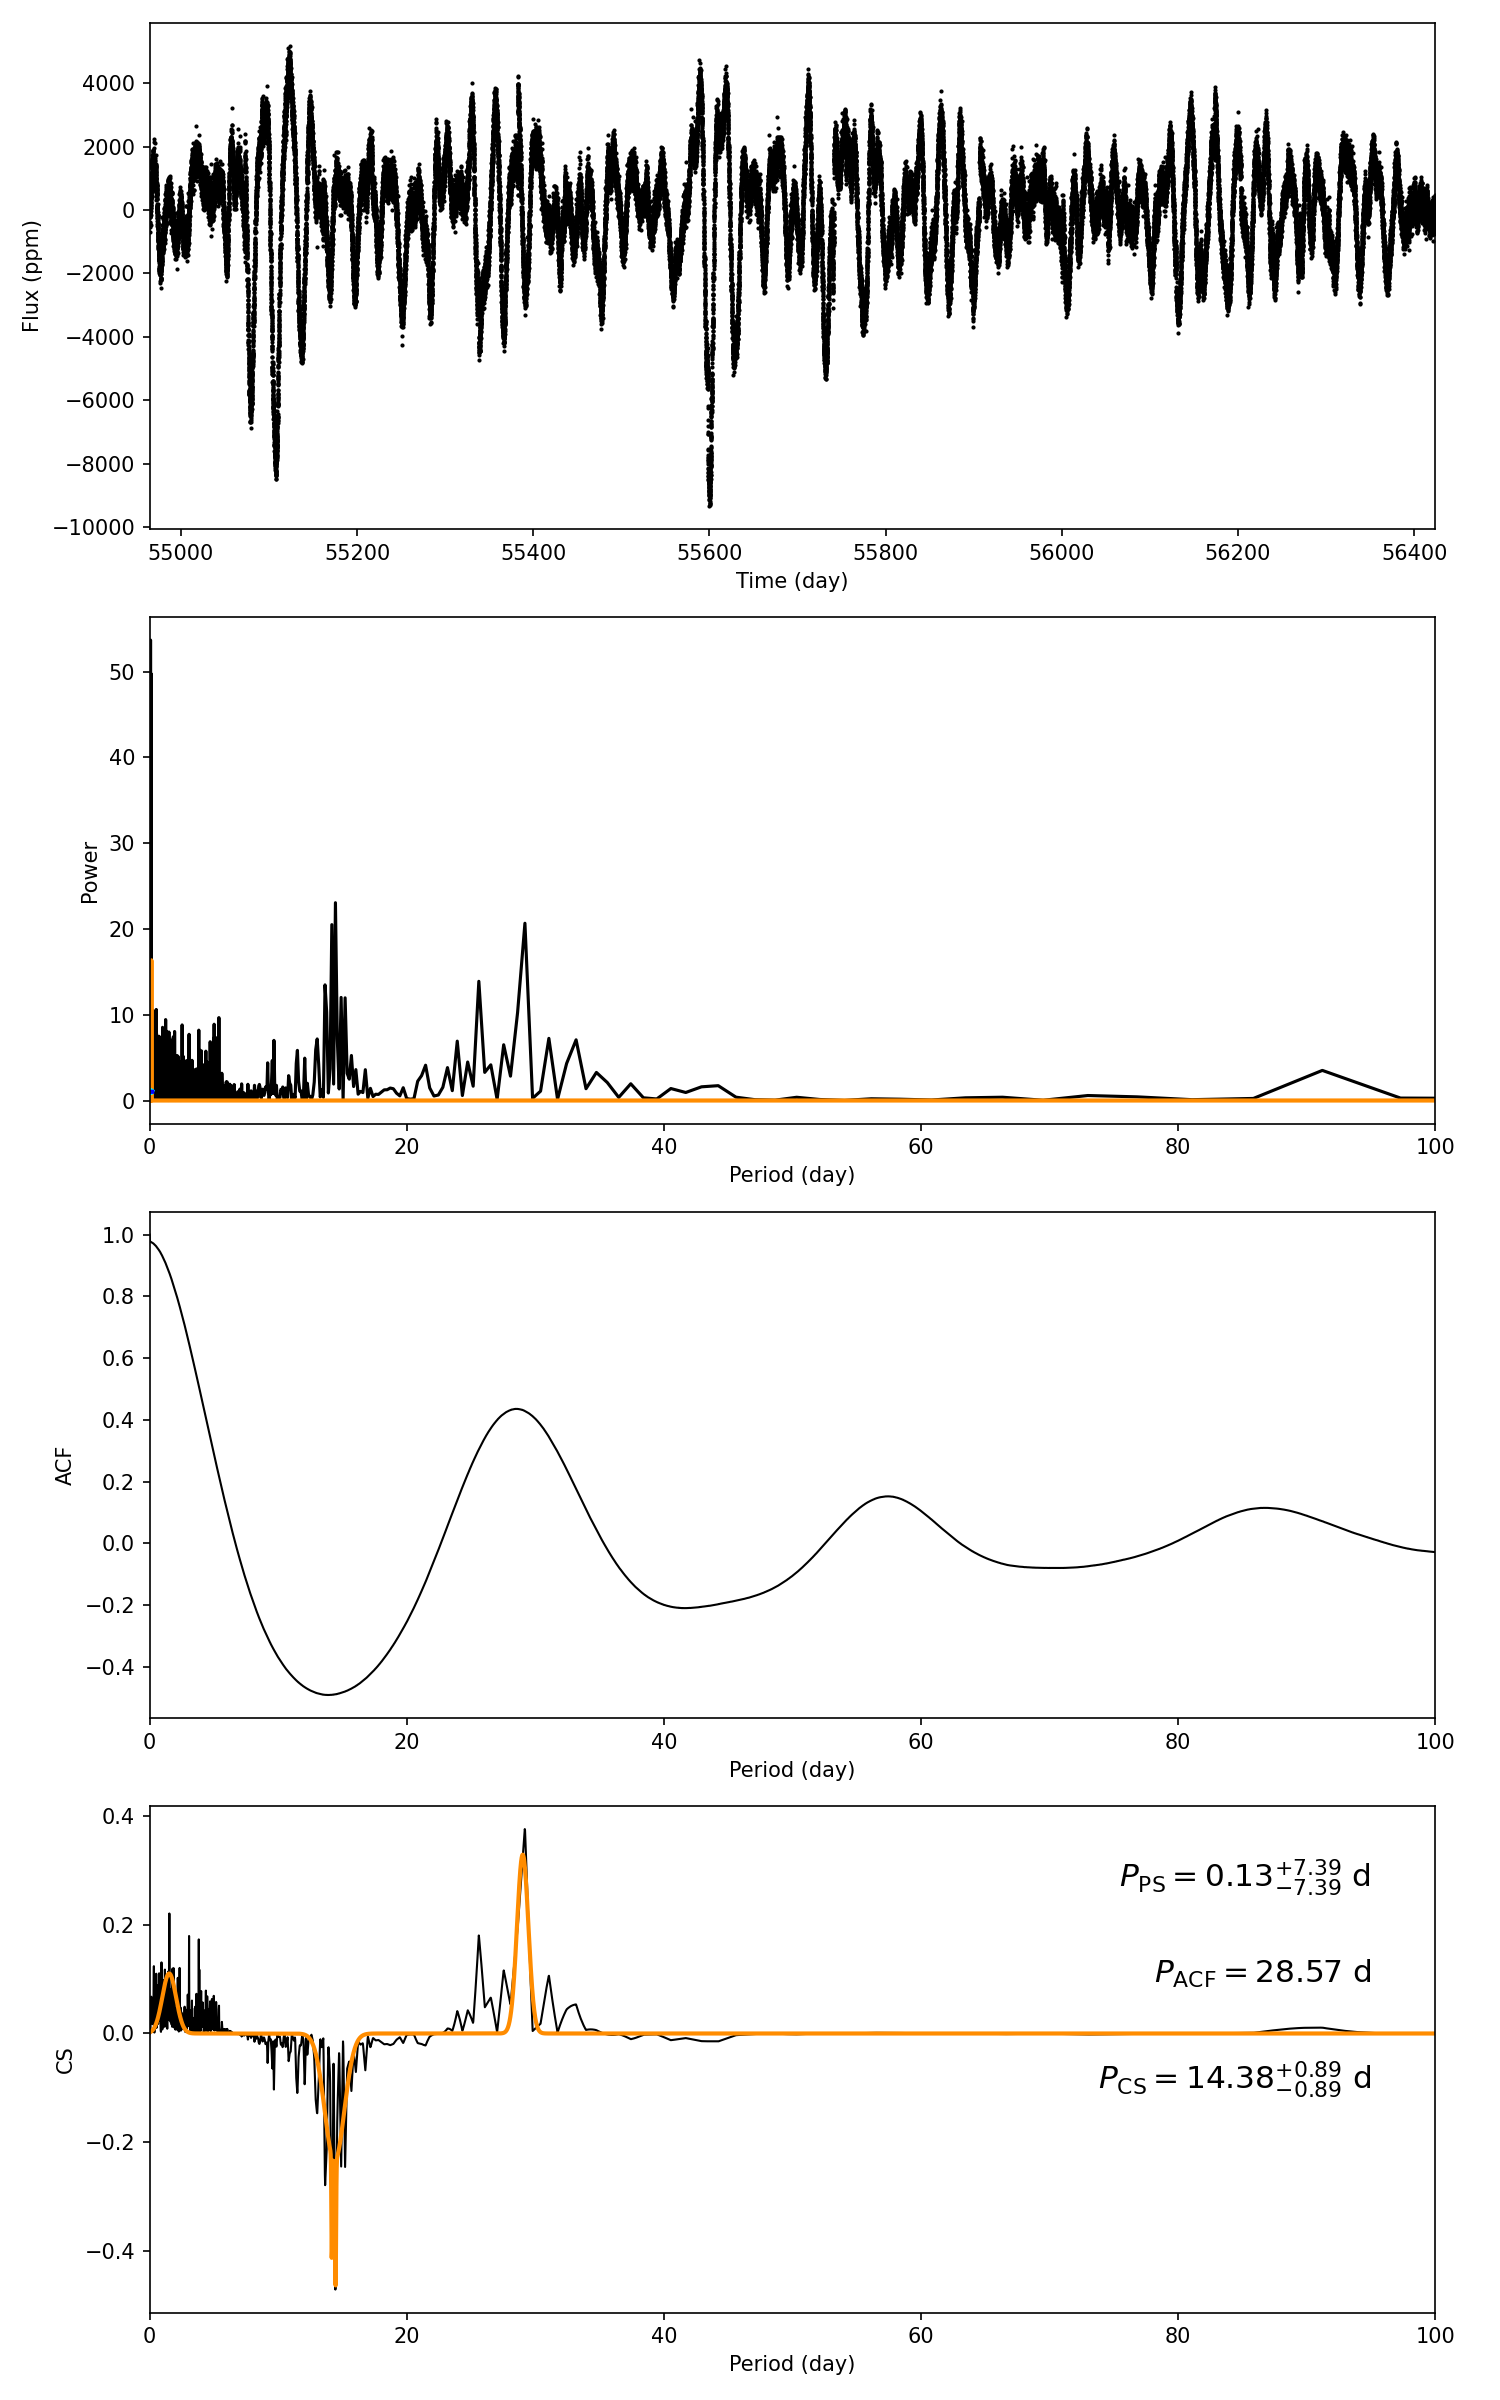 4000
2000
0
−2000
−4000
−6000
−8000
−10000
Flux (ppm)
55000 55200 55400 55600 55800 56000 56200 56400
Time (day)
50
40
30
20
10
0
Power
0 20 40 60 80 100
Period (day)
1.0
0.8
0.6
0.4
0.2
0.0
−0.2
−0.4
ACF
0 20 40 60 80 100
Period (day)
0.4
0.2
0.0
−0.2
−0.4
CS
P_PS = 0.13^{+7.39}_{−7.39} d
P_ACF = 28.57 d
P_CS = 14.38^{+0.89}_{−0.89} d
0 20 40 60 80 100
Period (day)